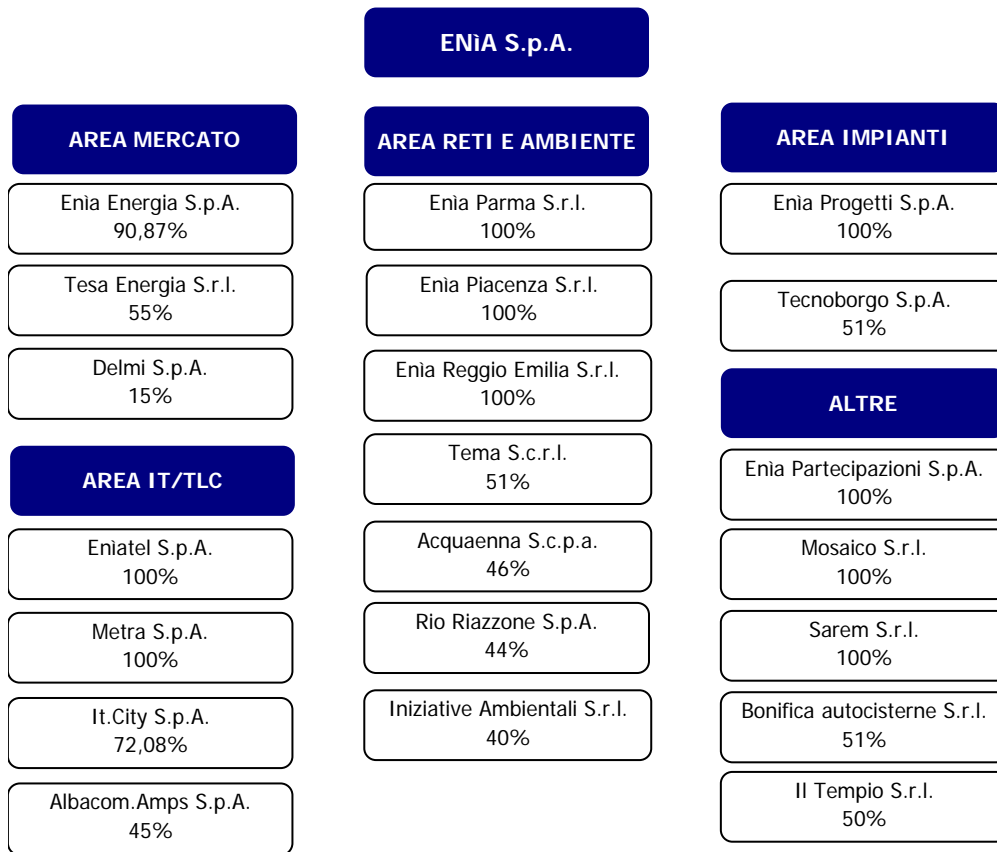 ENìA S.p.A.
AREA MERCATO
Enìa Energia S.p.A.
90,87%
Tesa Energia S.r.l.
55%
Delmi S.p.A.
15%
AREA IT/TLC
Enìatel S.p.A.
100%
Metra S.p.A.
100%
It.City S.p.A.
72,08%
Albacom.Amps S.p.A.
45%
AREA RETI E AMBIENTE
Enìa Parma S.r.l.
100%
Enìa Piacenza S.r.l.
100%
Enìa Reggio Emilia S.r.l.
100%
Tema S.c.r.l.
51%
Acquaenna S.c.p.a.
46%
Rio Riazzone S.p.A.
44%
Iniziative Ambientali S.r.l.
40%
AREA IMPIANTI
Enìa Progetti S.p.A.
100%
Tecnoborgo S.p.A.
51%
ALTRE
Enìa Partecipazioni S.p.A.
100%
Mosaico S.r.l.
100%
Sarem S.r.l.
100%
Bonifica autocisterne S.r.l.
51%
Il Tempio S.r.l.
50%